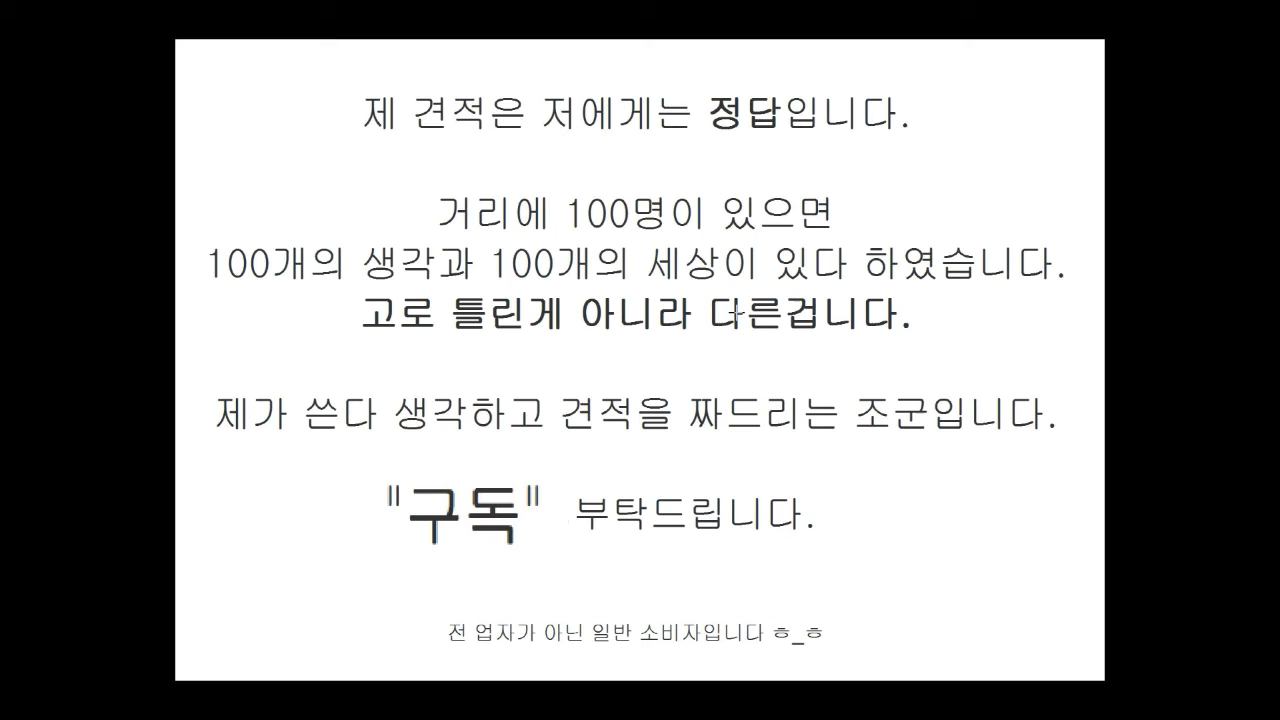 제 견적은 저에게는 정답입니다.
거리에 100명이 있으면
100개의 생각과 100개의 세상이 있다 하였습니다.
고로 틀린게 아니라 다른겁니다.
제가 쓴다 생각하고 견적을 짜드리는 조군입니다.
"구독" 부탁드립니다.
전 업자가 아닌 일반 소비자입니다 ㅎ_ㅎ